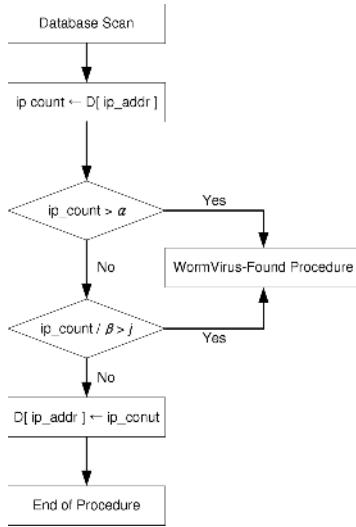 Database Scan
ip count ← D[ ip_addr ]
ip_count > α
Yes
WormVirus-Found Procedure
No
ip_count / β > j
Yes
No
D[ ip_addr ] ← ip_conut
End of Procedure